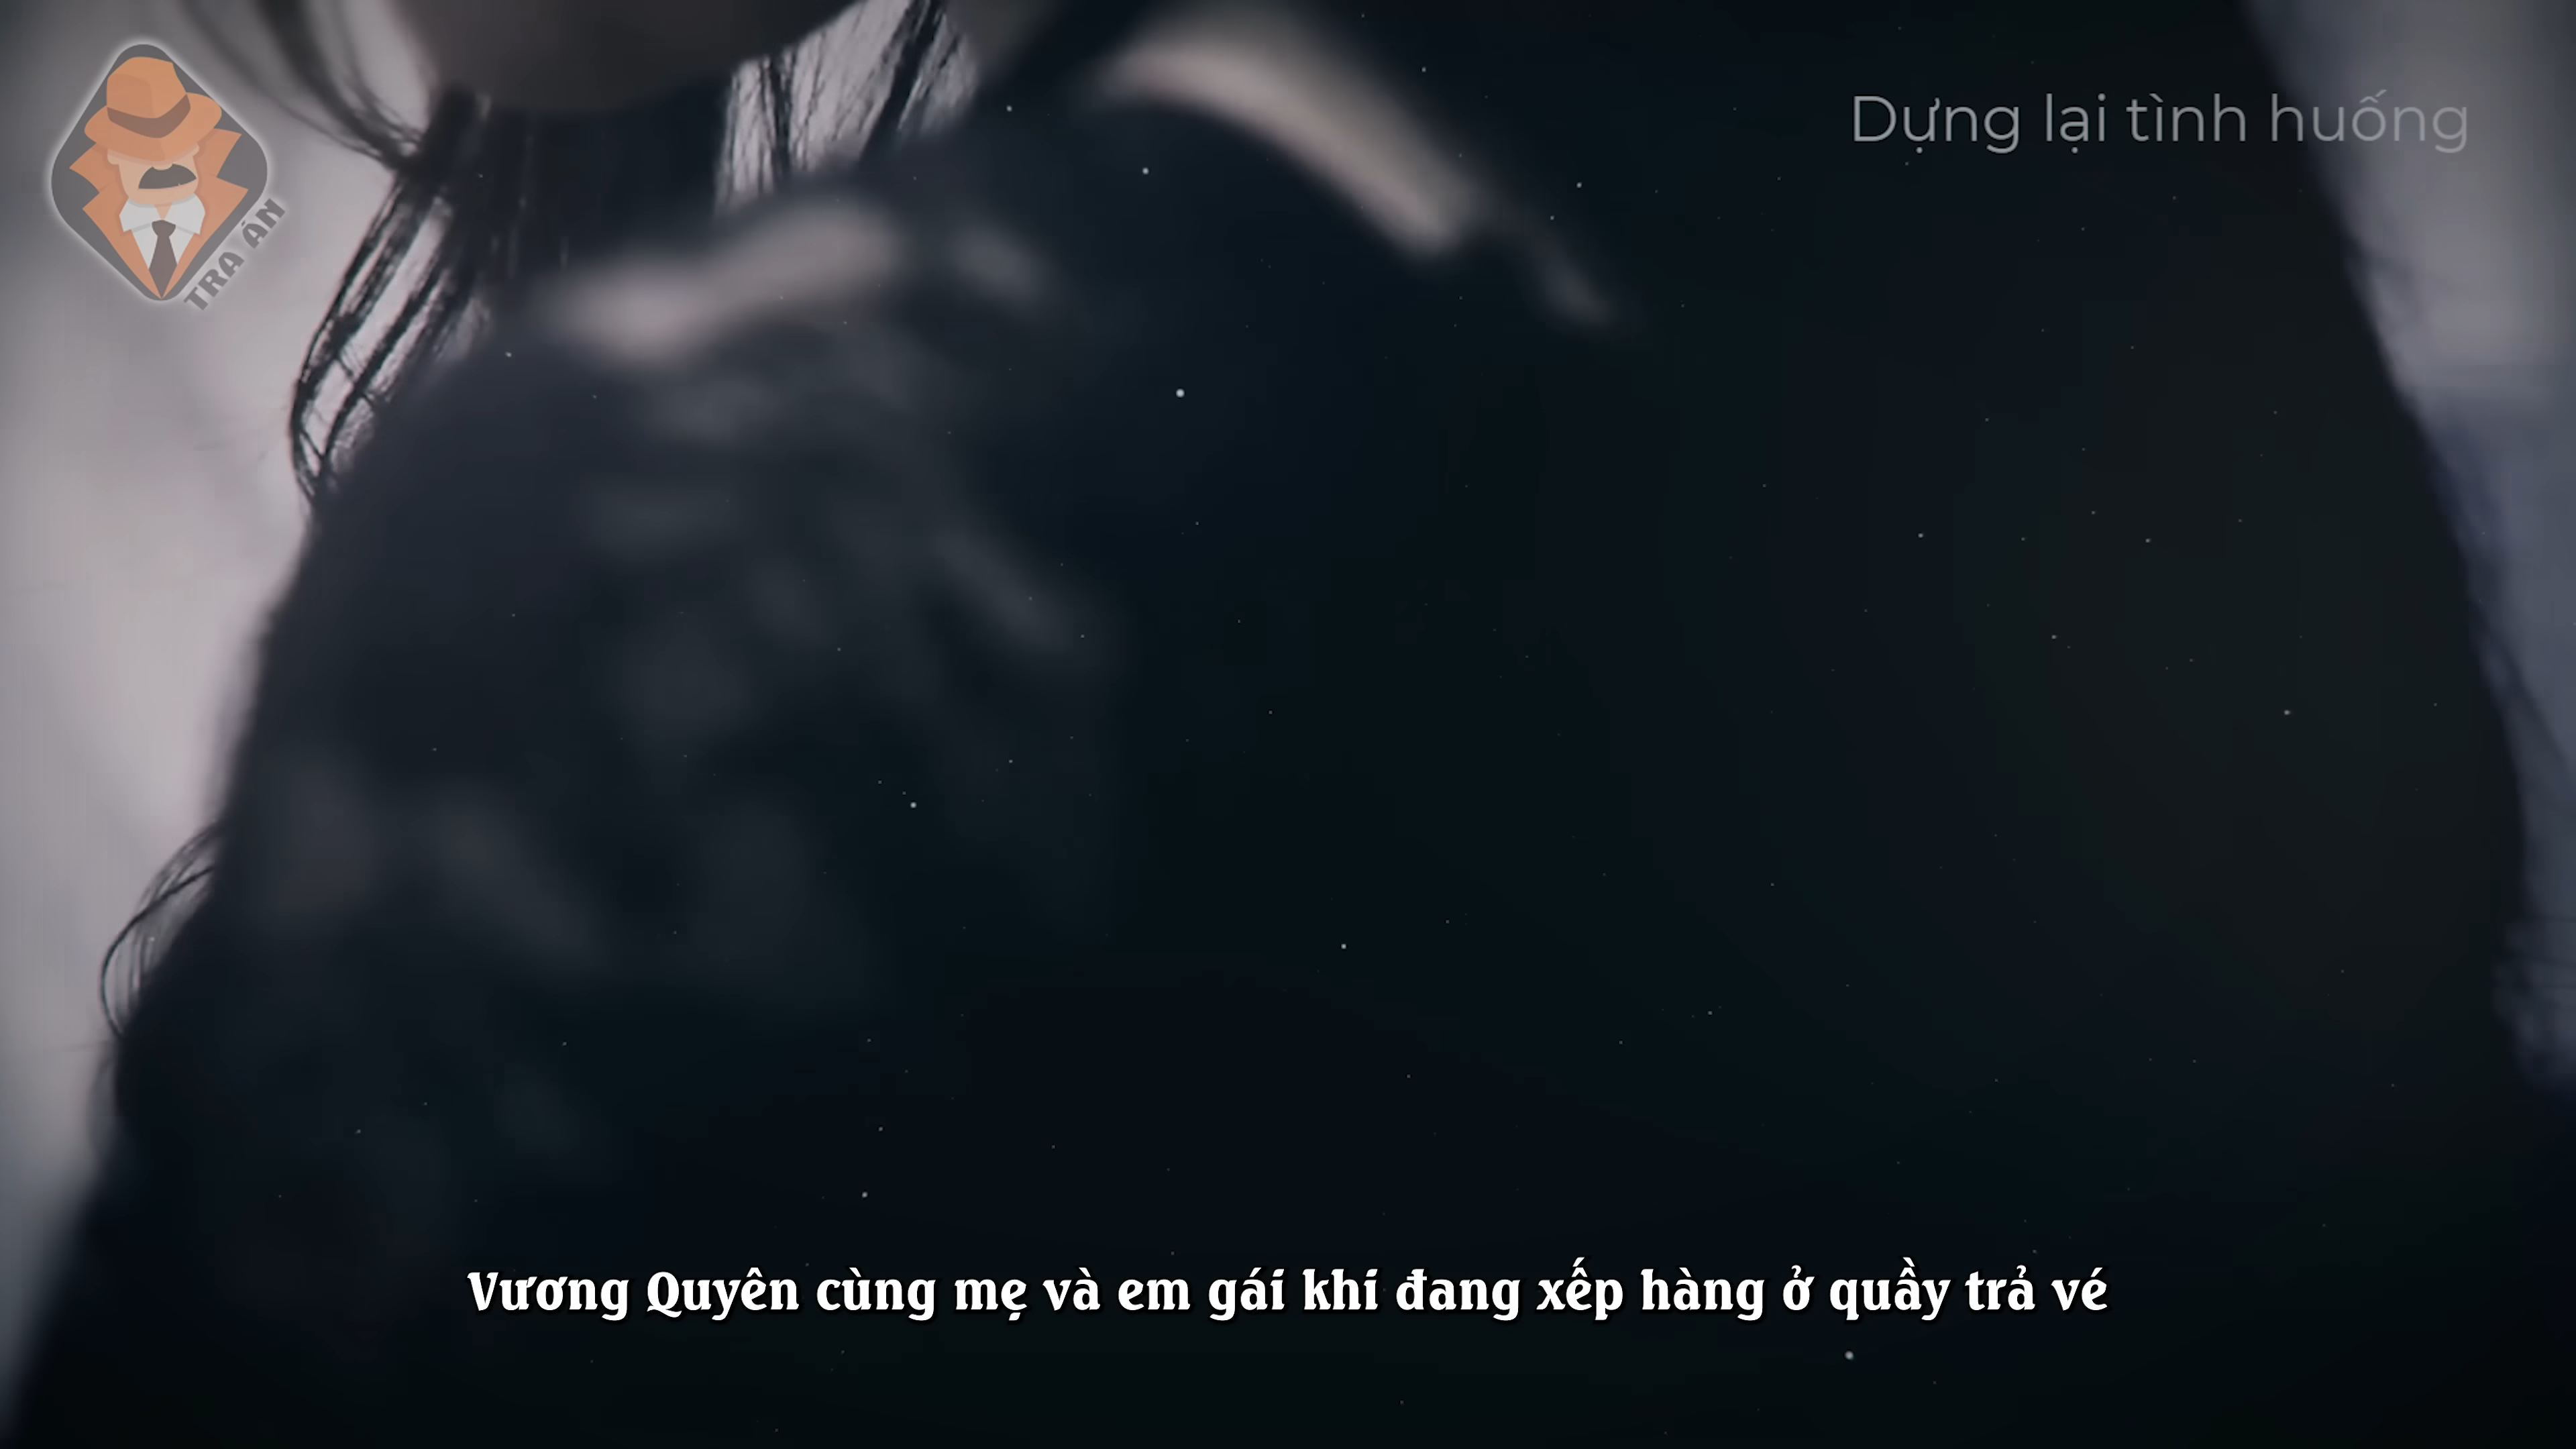 TRA ÁN
Dựng lại tình huống
Vương Quyên cùng mẹ và em gái khi đang xếp hàng ở quầy trả vé